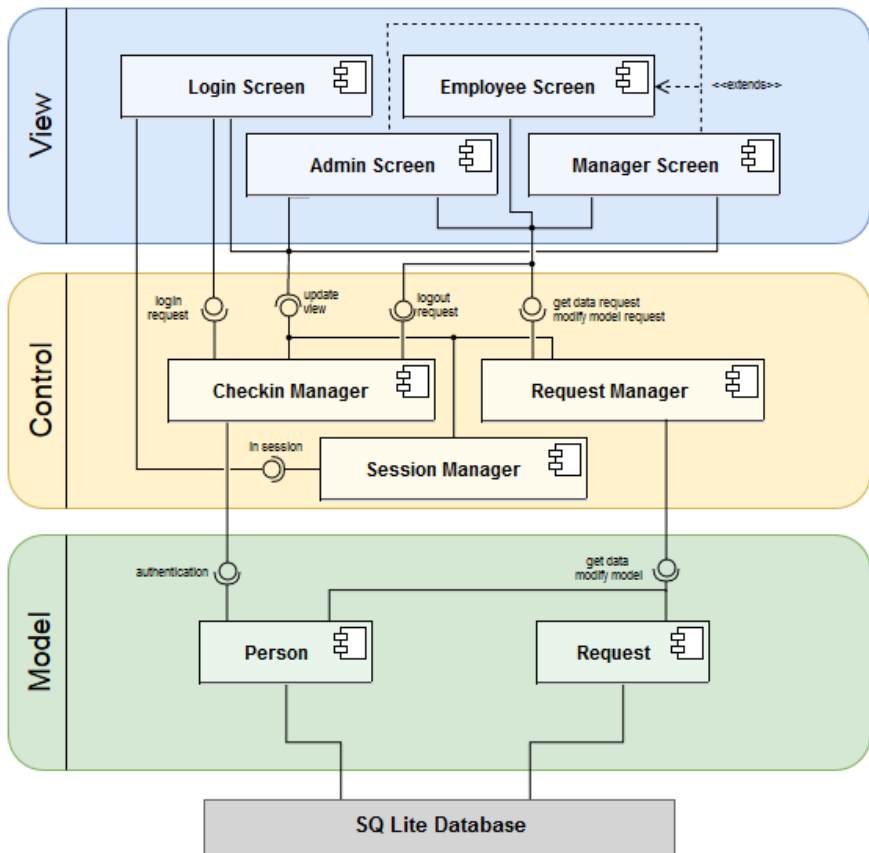 View
Login Screen
Employee Screen
<<extends>>
Admin Screen
Manager Screen
Control
login
request
update
view
logout
request
get data request
modify model request
Checkin Manager
Request Manager
in session
Session Manager
Model
authentication
get data
modify model
Person
Request
SQ Lite Database